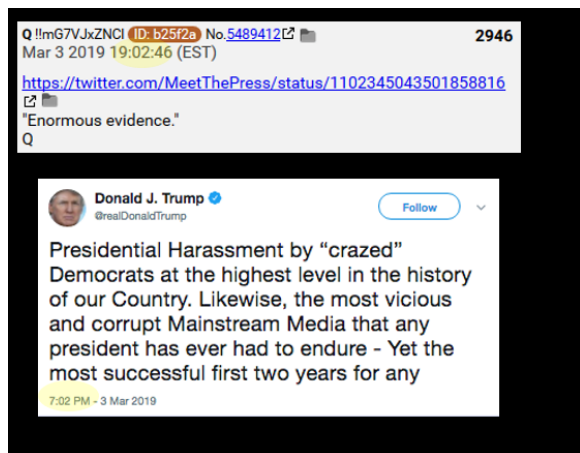 Q !!mG7VJxZNCI ID: b25f2a No.5489412 2946
Mar 3 2019 19:02:46 (EST)
https://twitter.com/MeetThePress/status/1102345043501858816
"Enormous evidence."
Q
Donald J. Trump
@realDonaldTrump
Follow
Presidential Harassment by “crazed”
Democrats at the highest level in the history
of our Country. Likewise, the most vicious
and corrupt Mainstream Media that any
president has ever had to endure - Yet the
most successful first two years for any
7:02 PM - 3 Mar 2019